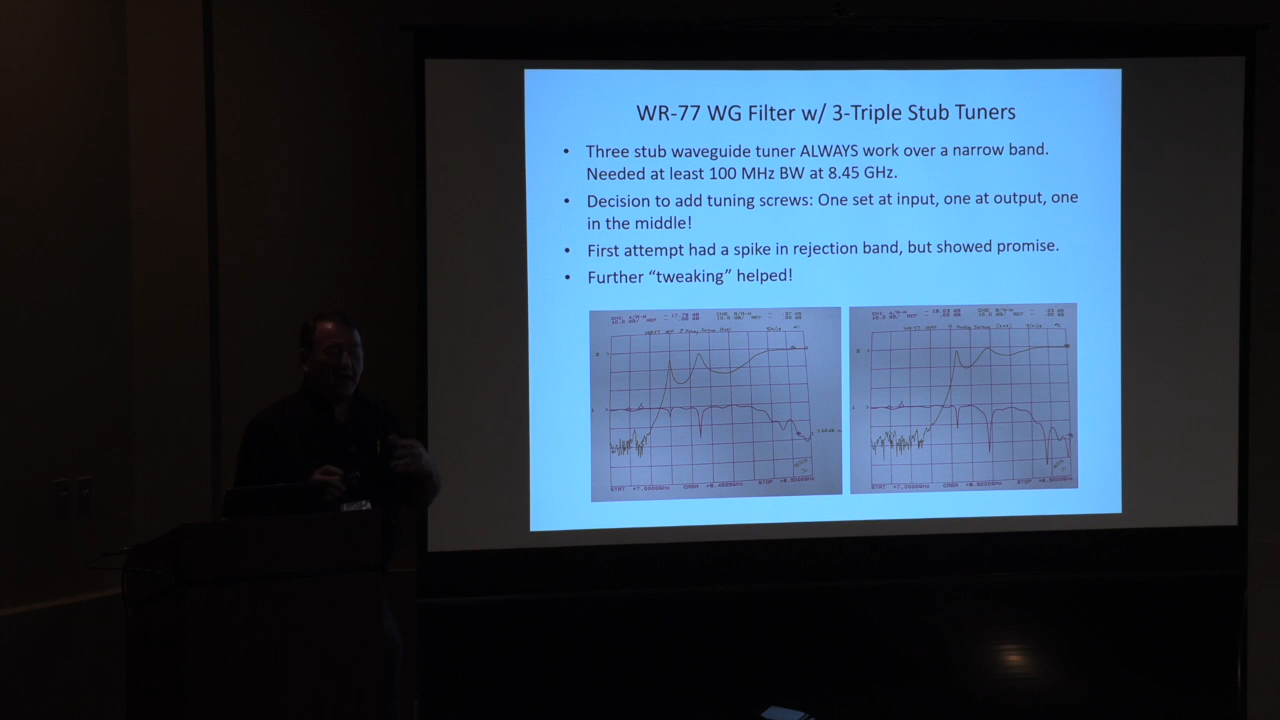 WR-77 WG Filter w/ 3-Triple Stub Tuners
• Three stub waveguide tuner ALWAYS work over a narrow band.
Needed at least 100 MHz BW at 8.45 GHz.
• Decision to add tuning screws: One set at input, one at output, one
in the middle!
• First attempt had a spike in rejection band, but showed promise.
• Further “tweaking” helped!